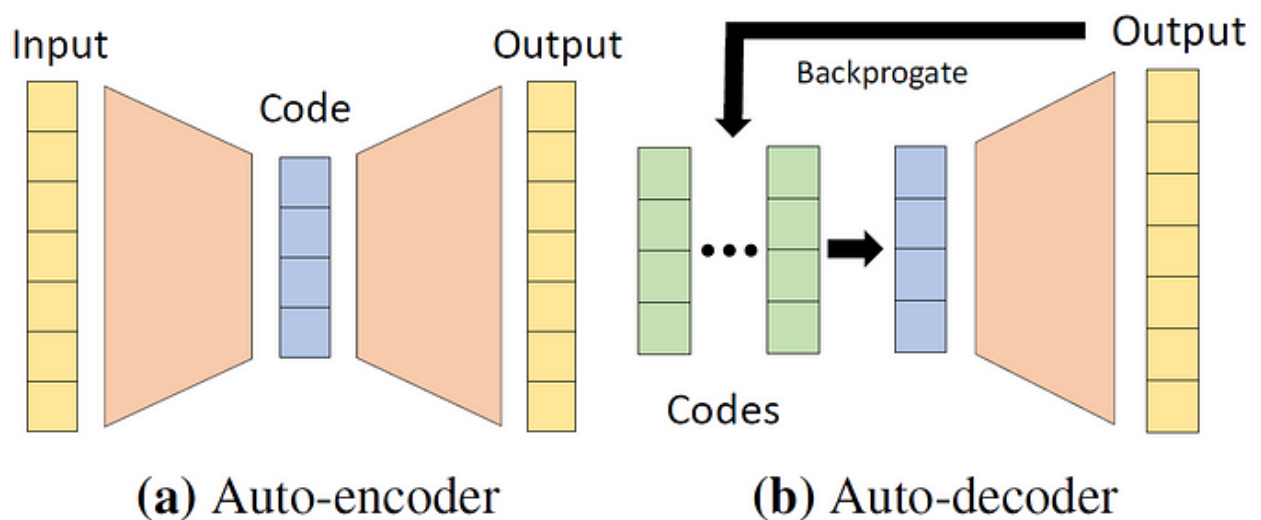 Input
Code
Output
(a) Auto-encoder
Output
Backprogate
Codes
(b) Auto-decoder